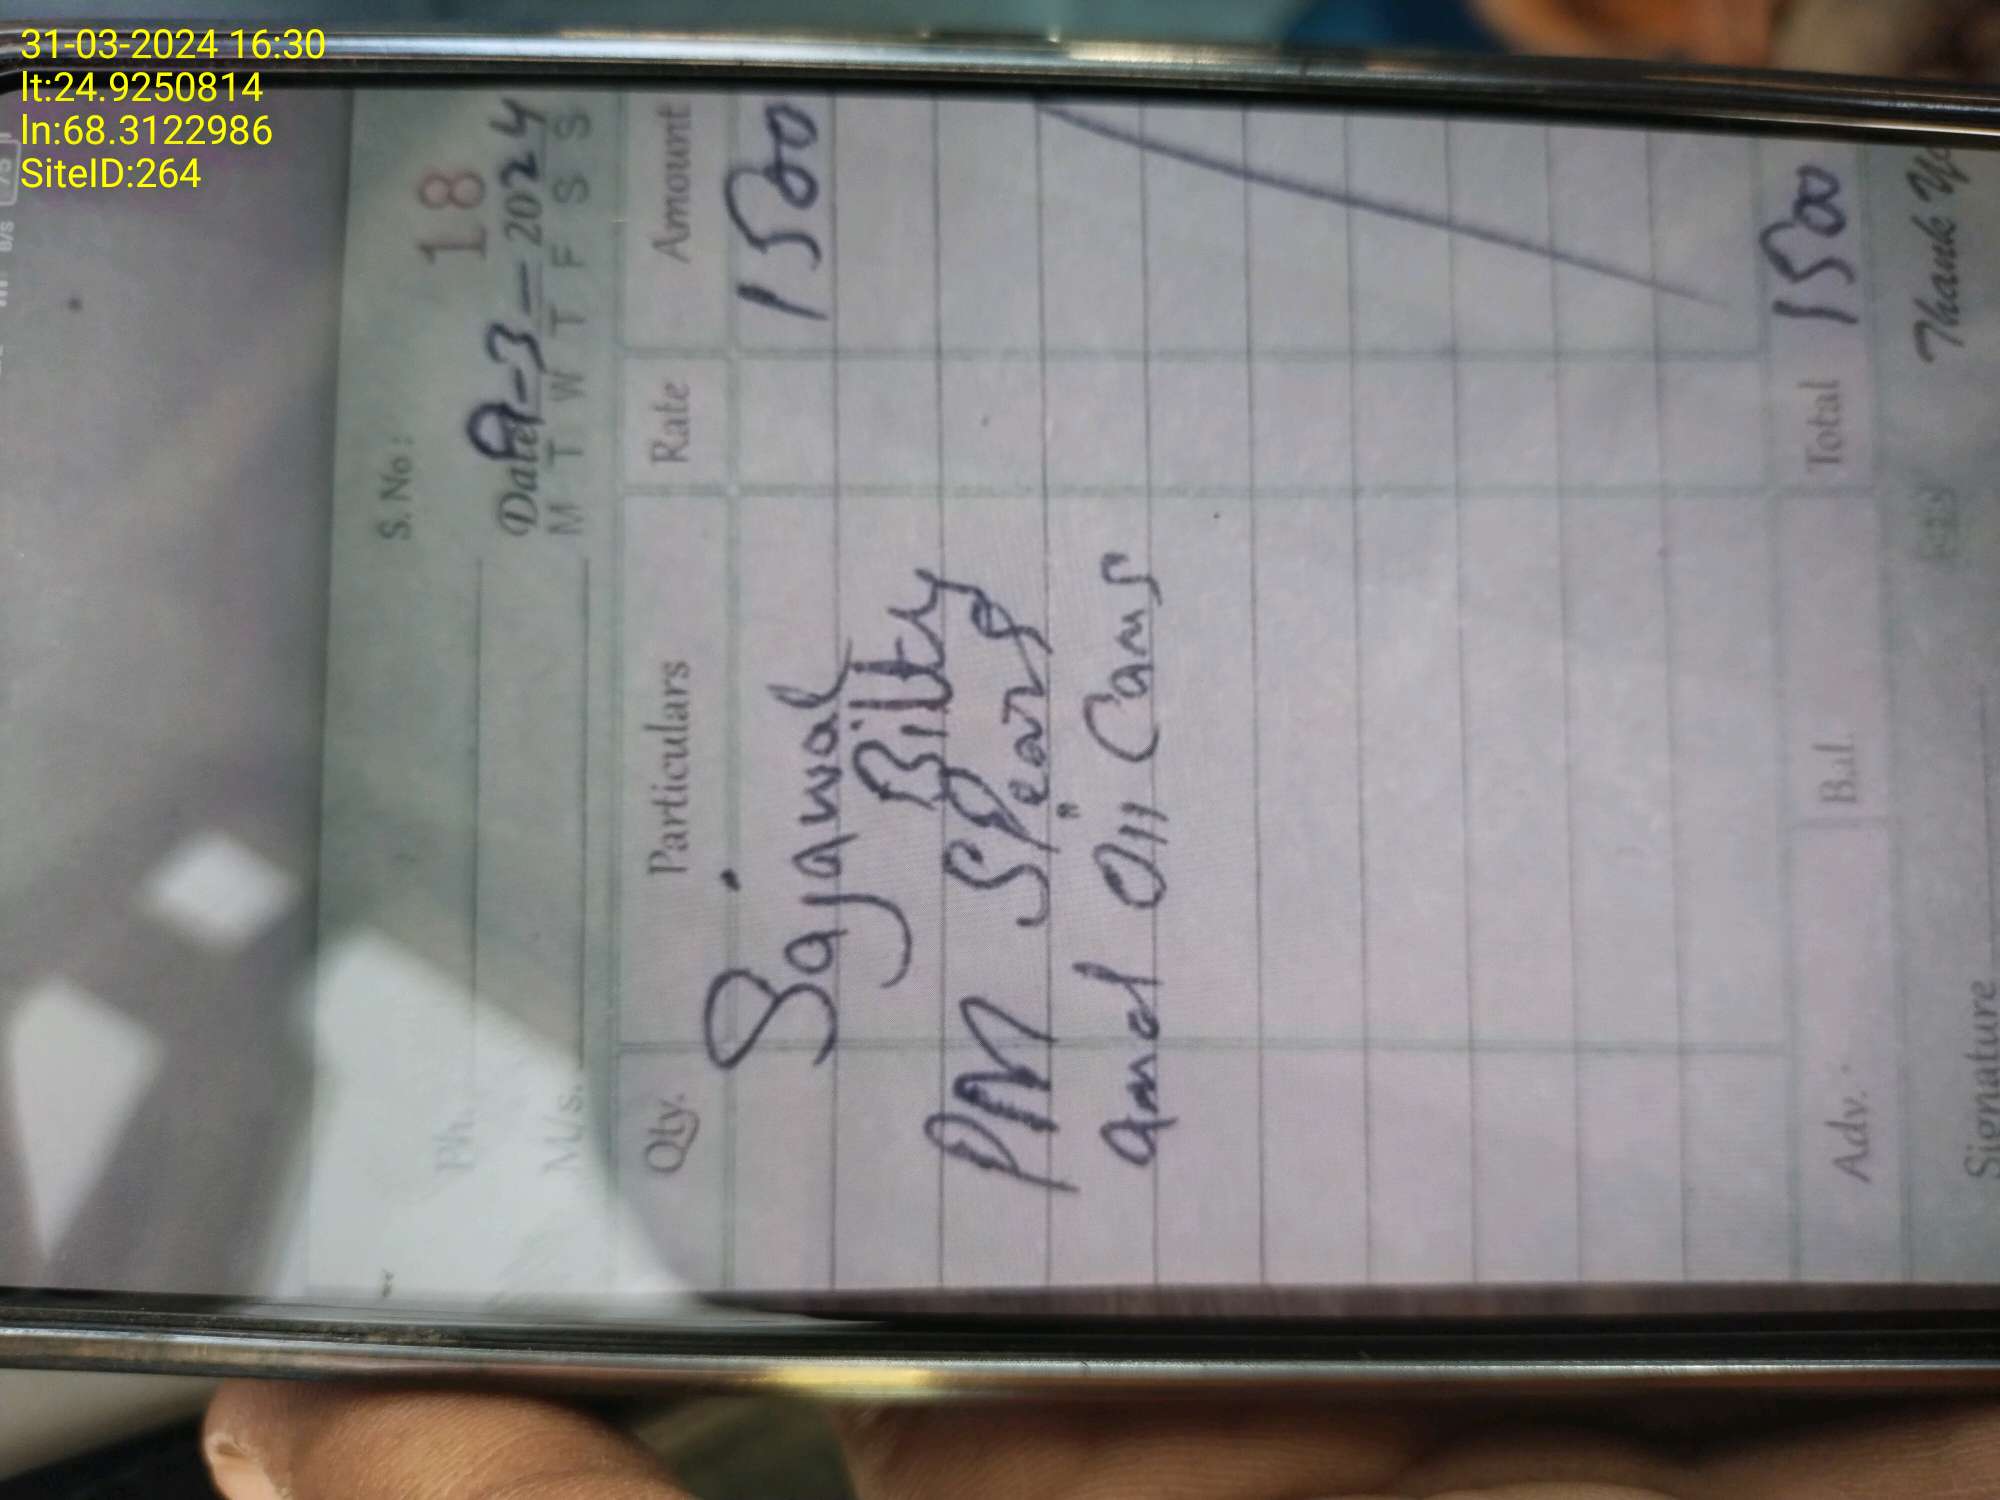 31-03-2024 16:30
lt:24.9250814
ln:68.3122986
SiteID:264
S. No :
18
Date -3-2024
M T W T F S S
Ph.
M/s.
Qty. Particulars Rate Amount
Sajawal 1500
Bilty
PM Spears
and Oil Cans
Adv. Bal. Total 1500
Signature
Thank Yo